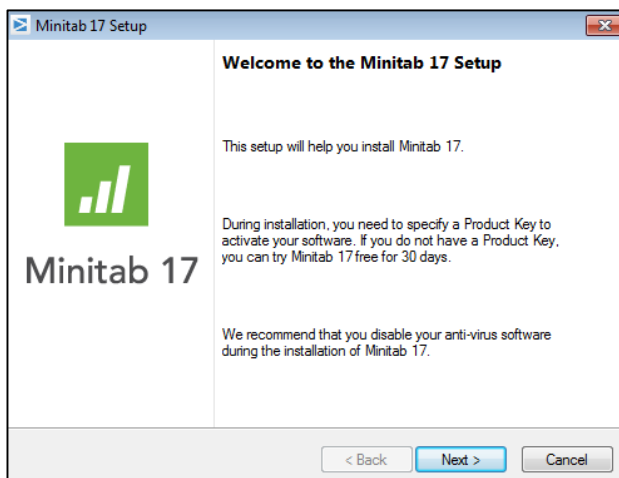 Minitab 17 Setup
Welcome to the Minitab 17 Setup
This setup will help you install Minitab 17.
During installation, you need to specify a Product Key to
activate your software. If you do not have a Product Key,
you can try Minitab 17 free for 30 days.
Minitab 17
We recommend that you disable your anti-virus software
during the installation of Minitab 17.
< Back
Next >
Cancel